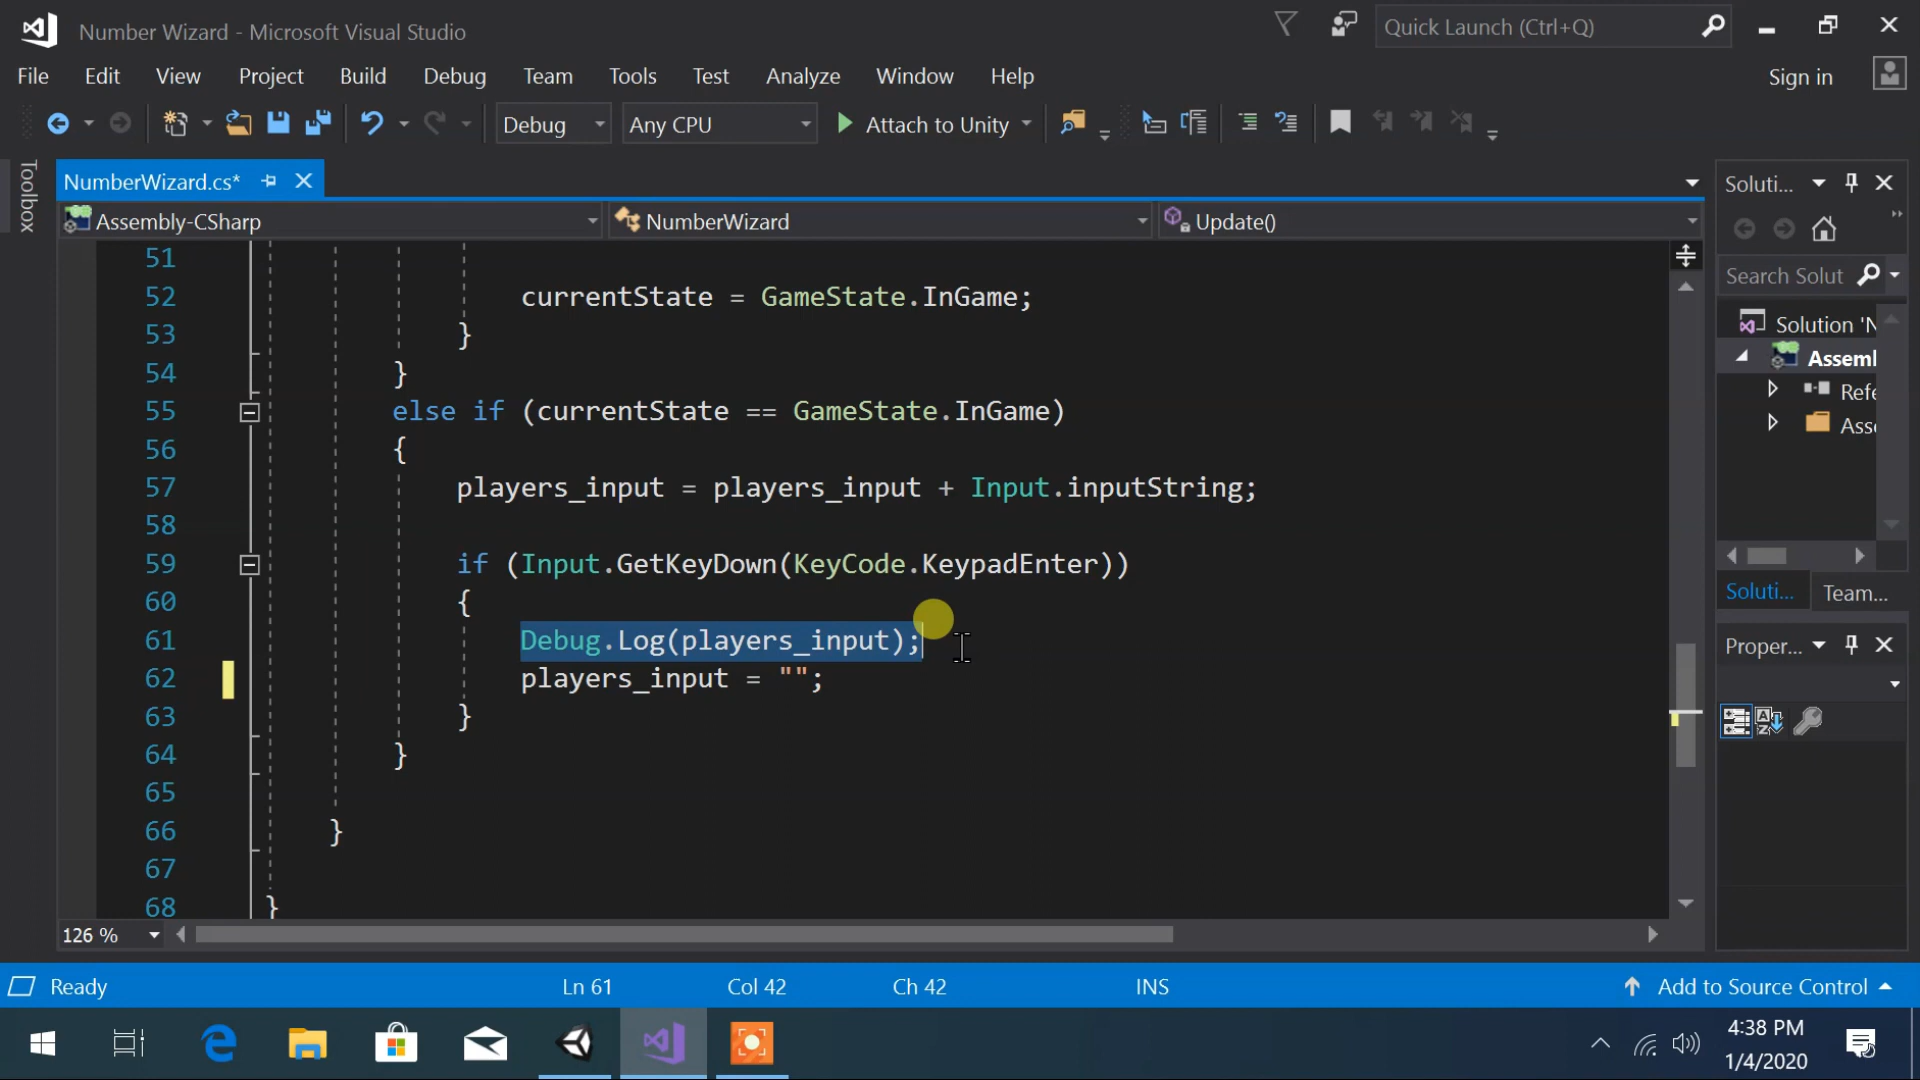 Number Wizard - Microsoft Visual Studio
Quick Launch (Ctrl+Q)
File Edit View Project Build Debug Team Tools Test Analyze Window Help
Sign in
Debug Any CPU Attach to Unity
Toolbox
NumberWizard.cs*
Assembly-CSharp NumberWizard Update()
51
52 currentState = GameState.InGame;
53 }
54 }
55 else if (currentState == GameState.InGame)
56 {
57 players_input = players_input + Input.inputString;
58
59 if (Input.GetKeyDown(KeyCode.KeypadEnter))
60 {
61 Debug.Log(players_input);
62 players_input = "";
63 }
64 }
65
66 }
67
68 }
126 %
Soluti...
Search Solut
Solution 'N
Assembl
Refe
Asse
Soluti... Team...
Proper...
Ready Ln 61 Col 42 Ch 42 INS Add to Source Control
4:38 PM
1/4/2020